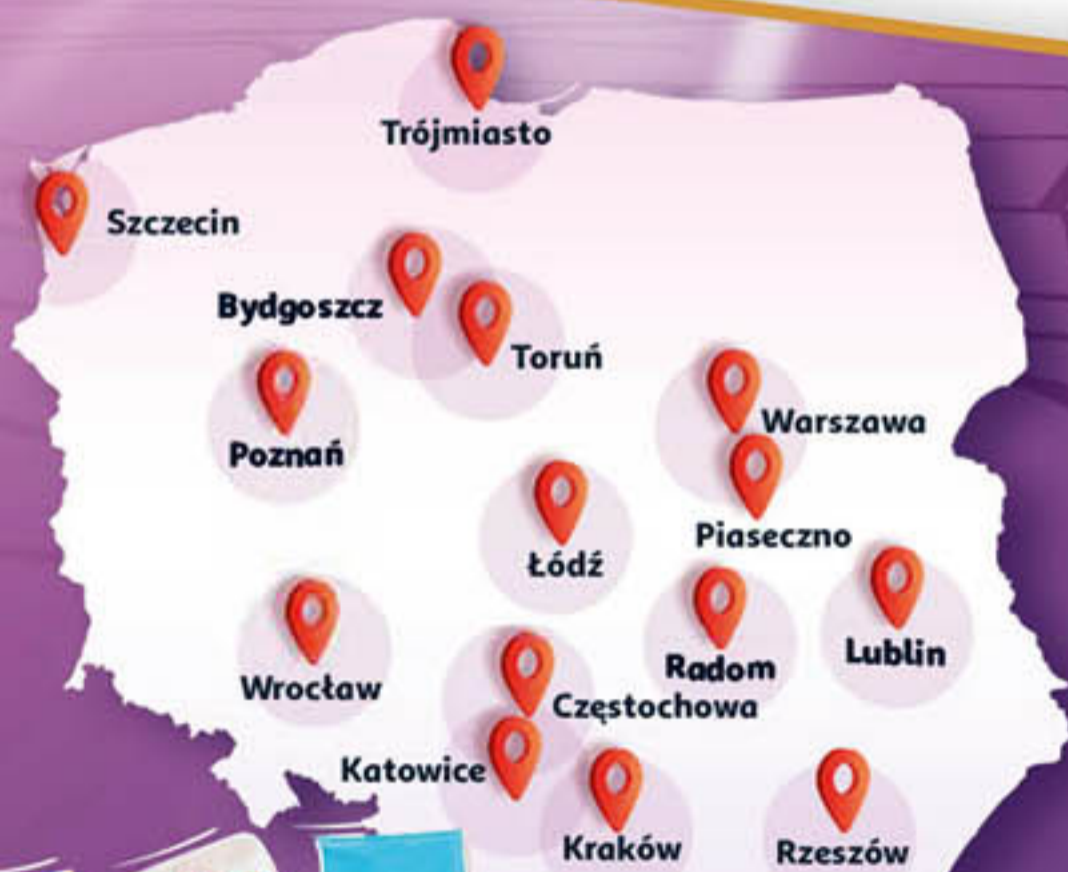 Trójmiasto
Szczecin
Bydgoszcz
Toruń
Warszawa
Poznań
Piaseczno
Łódź
Lublin
Radom
Wrocław
Częstochowa
Katowice
Kraków
Rzeszów